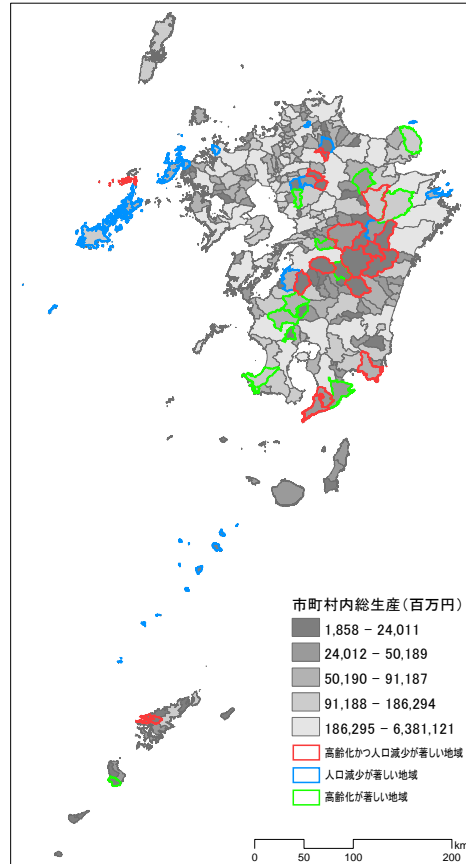 市町村内総生産(百万円)
1,858 − 24,011
24,012 − 50,189
50,190 − 91,187
91,188 − 186,294
186,295 − 6,381,121
高齢化かつ人口減少が著しい地域
人口減少が著しい地域
高齢化が著しい地域
km
0 50 100 200